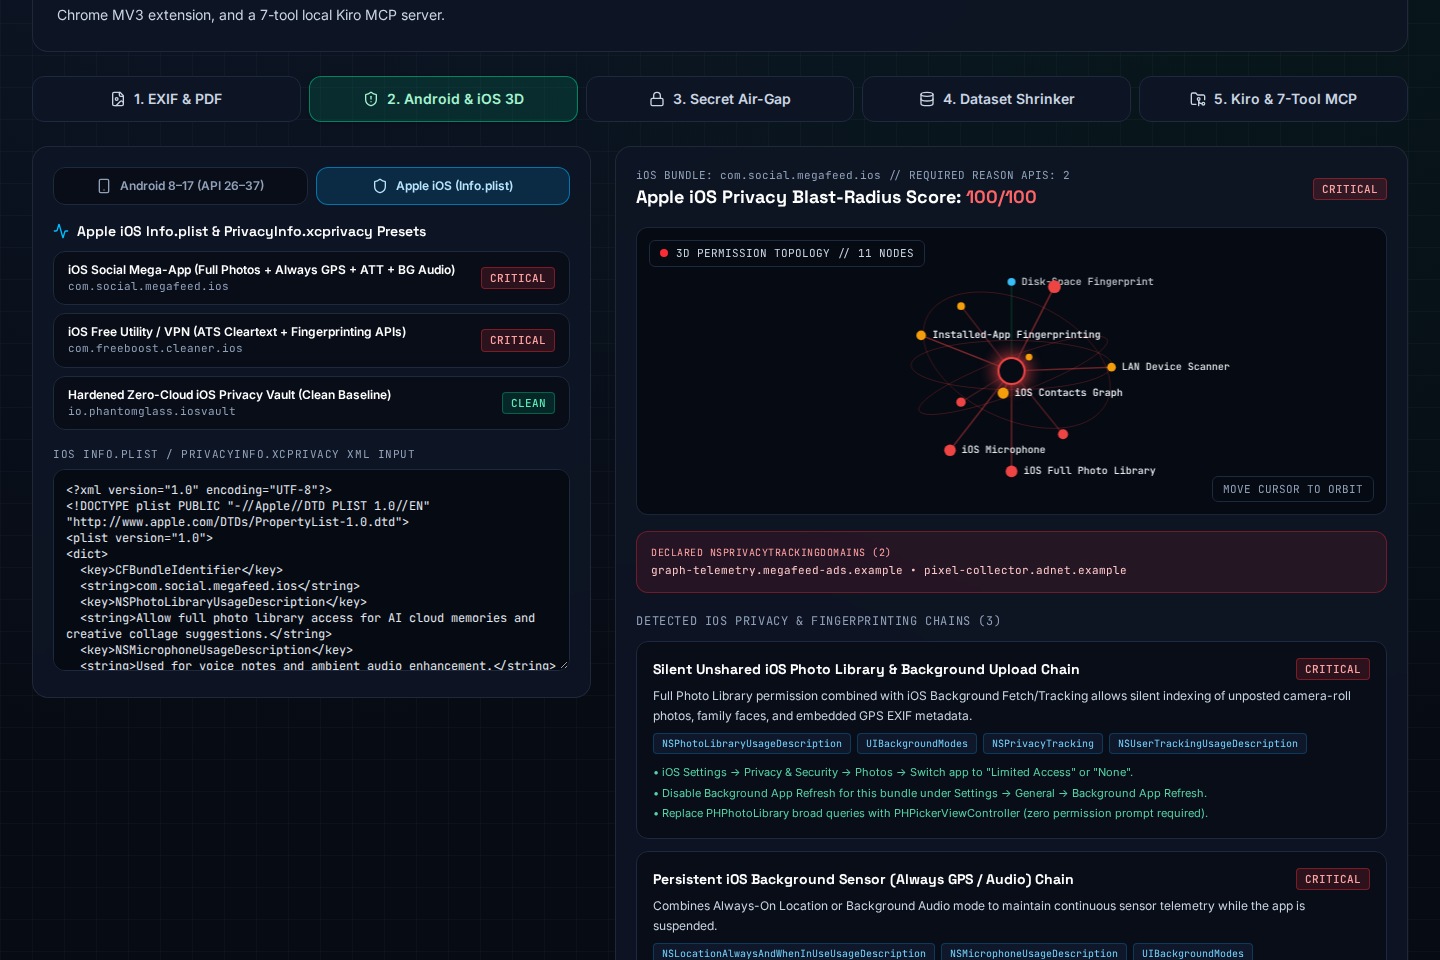 Chrome MV3 extension, and a 7-tool local Kiro MCP server.
1. EXIF & PDF
2. Android & iOS 3D
3. Secret Air-Gap
4. Dataset Shrinker
5. Kiro & 7-Tool MCP
Android 8–17 (API 26–37)
Apple iOS (Info.plist)
Apple iOS Info.plist & PrivacyInfo.xcprivacy Presets
iOS Social Mega-App (Full Photos + Always GPS + ATT + BG Audio)
com.social.megafeed.ios
CRITICAL
iOS Free Utility / VPN (ATS Cleartext + Fingerprinting APIs)
com.freeboost.cleaner.ios
CRITICAL
Hardened Zero-Cloud iOS Privacy Vault (Clean Baseline)
io.phantomglass.iosvault
CLEAN
IOS INFO.PLIST / PRIVACYINFO.XCPRIVACY XML INPUT
<?xml version="1.0" encoding="UTF-8"?>
<!DOCTYPE plist PUBLIC "-//Apple//DTD PLIST 1.0//EN"
"http://www.apple.com/DTDs/PropertyList-1.0.dtd">
<plist version="1.0">
<dict>
<key>CFBundleIdentifier</key>
<string>com.social.megafeed.ios</string>
<key>NSPhotoLibraryUsageDescription</key>
<string>Allow full photo library access for AI cloud memories and
creative collage suggestions.</string>
<key>NSMicrophoneUsageDescription</key>
<string>Used for voice notes and ambient audio enhancement.</string>
iOS BUNDLE: com.social.megafeed.ios // REQUIRED REASON APIS: 2
Apple iOS Privacy Blast-Radius Score: 100/100
CRITICAL
3D PERMISSION TOPOLOGY // 11 NODES
Disk-Space Fingerprint
Installed-App Fingerprinting
LAN Device Scanner
iOS Contacts Graph
iOS Microphone
iOS Full Photo Library
MOVE CURSOR TO ORBIT
DECLARED NSPRIVACYTRACKINGDOMAINS (2)
graph-telemetry.megafeed-ads.example • pixel-collector.adnet.example
DETECTED IOS PRIVACY & FINGERPRINTING CHAINS (3)
Silent Unshared iOS Photo Library & Background Upload Chain
CRITICAL
Full Photo Library permission combined with iOS Background Fetch/Tracking allows silent indexing of unposted camera-roll
photos, family faces, and embedded GPS EXIF metadata.
NSPhotoLibraryUsageDescription
UIBackgroundModes
NSPrivacyTracking
NSUserTrackingUsageDescription
• iOS Settings → Privacy & Security → Photos → Switch app to "Limited Access" or "None".
• Disable Background App Refresh for this bundle under Settings → General → Background App Refresh.
• Replace PHPhotoLibrary broad queries with PHPickerViewController (zero permission prompt required).
Persistent iOS Background Sensor (Always GPS / Audio) Chain
CRITICAL
Combines Always-On Location or Background Audio mode to maintain continuous sensor telemetry while the app is
suspended.
NSLocationAlwaysAndWhenInUseUsageDescription
NSMicrophoneUsageDescription
UIBackgroundModes